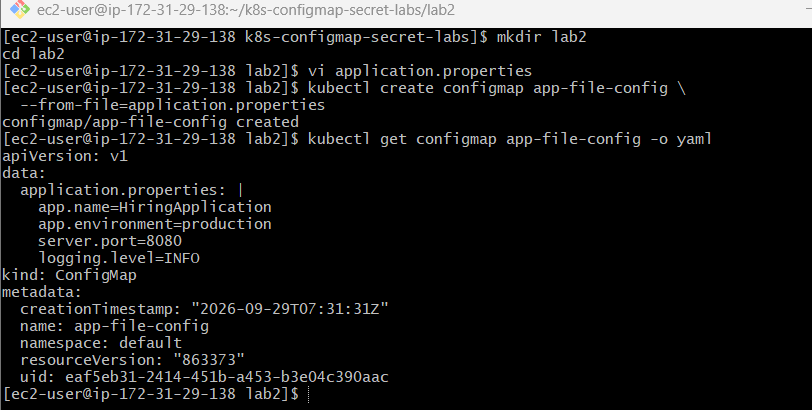 ec2-user@ip-172-31-29-138:~/k8s-configmap-secret-labs/lab2
[ec2-user@ip-172-31-29-138 k8s-configmap-secret-labs]$ mkdir lab2
cd lab2
[ec2-user@ip-172-31-29-138 lab2]$ vi application.properties
[ec2-user@ip-172-31-29-138 lab2]$ kubectl create configmap app-file-config \
  --from-file=application.properties
configmap/app-file-config created
[ec2-user@ip-172-31-29-138 lab2]$ kubectl get configmap app-file-config -o yaml
apiVersion: v1
data:
  application.properties: |
    app.name=HiringApplication
    app.environment=production
    server.port=8080
    logging.level=INFO
kind: ConfigMap
metadata:
  creationTimestamp: "2026-09-29T07:31:31Z"
  name: app-file-config
  namespace: default
  resourceVersion: "863373"
  uid: eaf5eb31-2414-451b-a453-b3e04c390aac
[ec2-user@ip-172-31-29-138 lab2]$